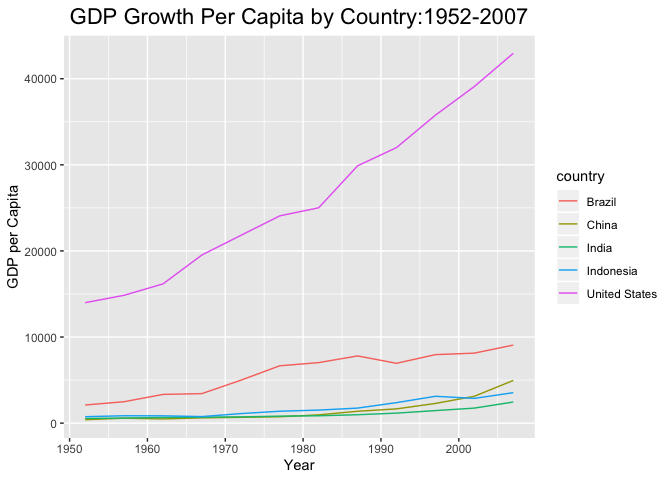 GDP Growth Per Capita by Country:1952-2007
40000
30000
20000
10000
0
GDP per Capita
1950 1960 1970 1980 1990 2000
Year
country
Brazil
China
India
Indonesia
United States